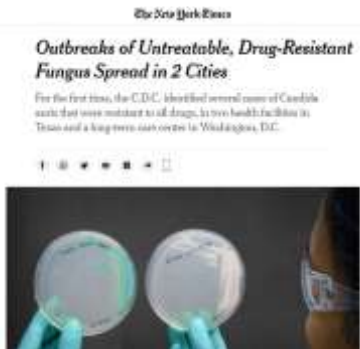 The New York Times
Outbreaks of Untreatable, Drug-Resistant
Fungus Spread in 2 Cities
For the first time, the C.D.C. identified several cases of Candida
auris that were resistant to all drugs, in two health facilities in
Texas and a long-term care center in Washington, D.C.